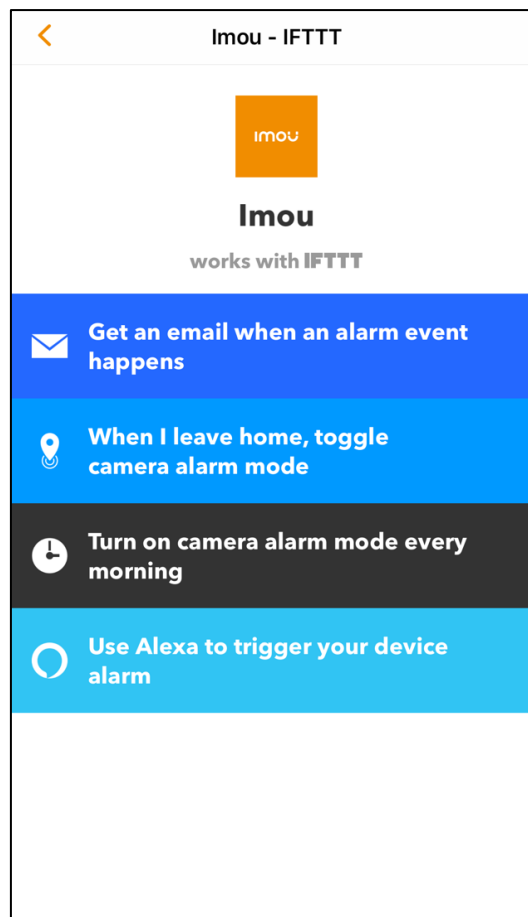 Imou - IFTTT
imou
Imou
works with IFTTT
Get an email when an alarm event
happens
When I leave home, toggle
camera alarm mode
Turn on camera alarm mode every
morning
Use Alexa to trigger your device
alarm